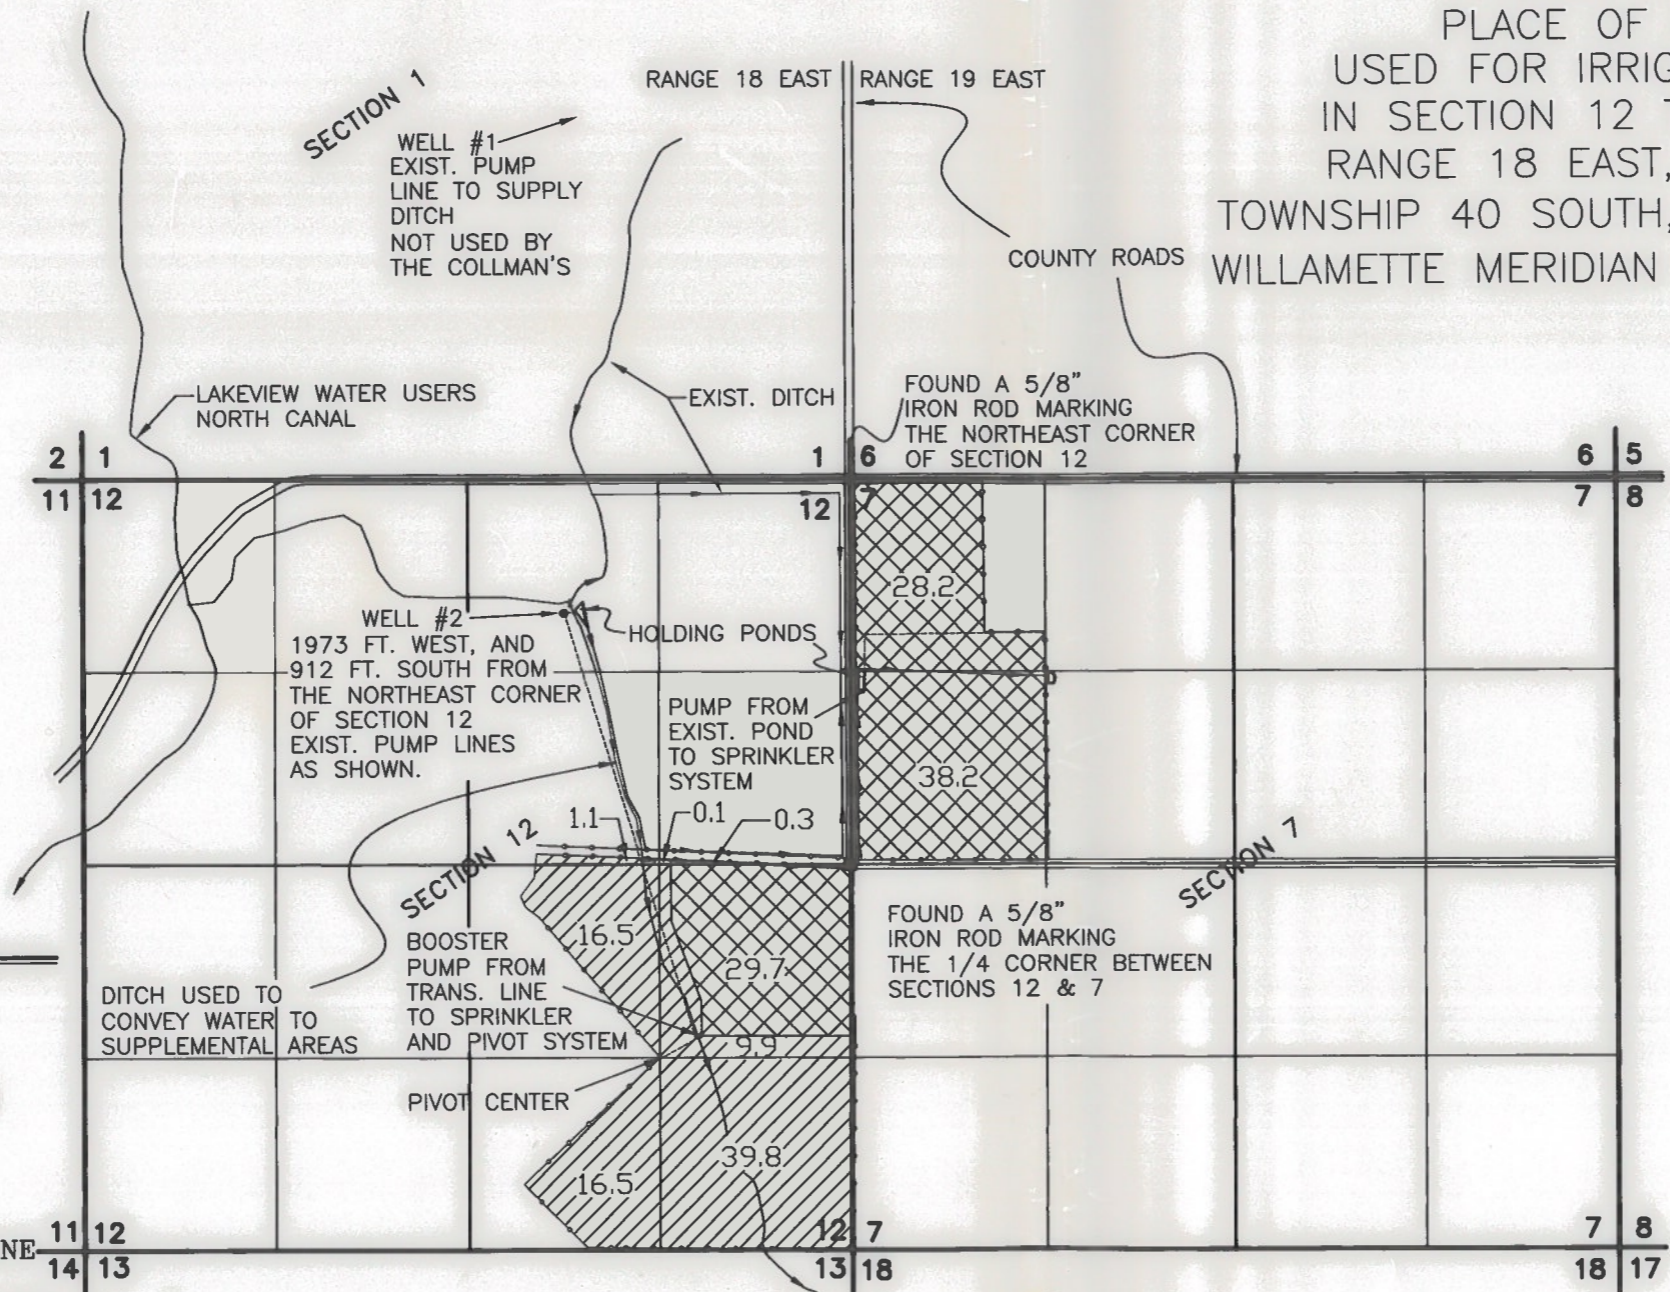 PLACE OF
USED FOR IRRIG
IN SECTION 12 T
RANGE 18 EAST,
TOWNSHIP 40 SOUTH,
WILLAMETTE MERIDIAN
SECTION 1
RANGE 18 EAST
RANGE 19 EAST
WELL #1
EXIST. PUMP
LINE TO SUPPLY
DITCH
NOT USED BY
THE COLLMAN'S
COUNTY ROADS
LAKEVIEW WATER USERS
NORTH CANAL
EXIST. DITCH
FOUND A 5/8"
IRON ROD MARKING
THE NORTHEAST CORNER
OF SECTION 12
2 1
11 12
1 6
12 7
6 5
7 8
28.2
WELL #2
1973 FT. WEST, AND
912 FT. SOUTH FROM
THE NORTHEAST CORNER
OF SECTION 12
EXIST. PUMP LINES
AS SHOWN.
HOLDING PONDS
PUMP FROM
EXIST. POND
TO SPRINKLER
SYSTEM
38.2
1.1
0.1
0.3
SECTION 12
SECTION 7
16.5
29.7
FOUND A 5/8"
IRON ROD MARKING
THE 1/4 CORNER BETWEEN
SECTIONS 12 & 7
BOOSTER
PUMP FROM
TRANS. LINE
TO SPRINKLER
AND PIVOT SYSTEM
DITCH USED TO
CONVEY WATER TO
SUPPLEMENTAL AREAS
9.9
PIVOT CENTER
39.8
16.5
NE
11 12
14 13
12 7
13 18
7 8
18 17